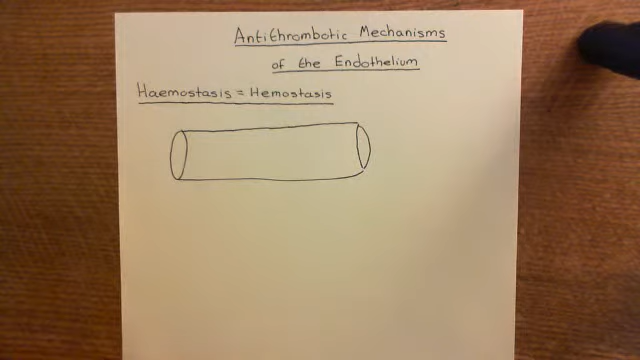 Antithrombotic Mechanisms
of the Endothelium
Haemostasis = Hemostasis